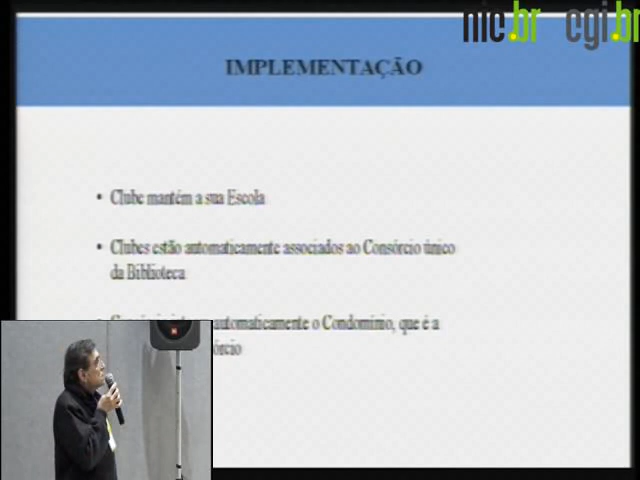 nic.br cgi.br
IMPLEMENTAÇÃO
• Clube mantém a sua Escola
• Clubes estão automaticamente associados ao Consórcio único
da Biblioteca
automaticamente o Condomínio, que é a